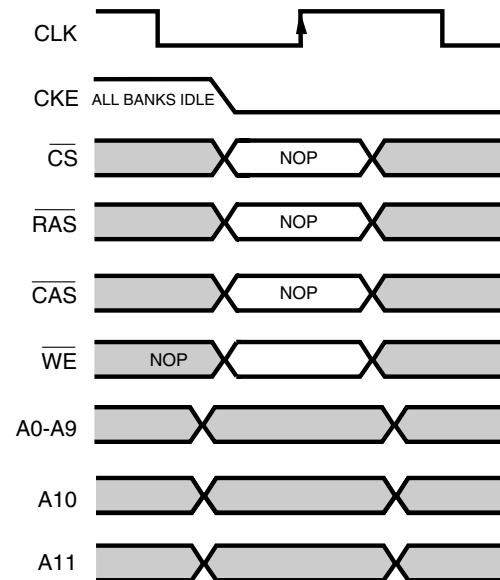 CLK
CKE ALL BANKS IDLE
CS NOP
RAS NOP
CAS NOP
WE NOP
A0-A9
A10
A11